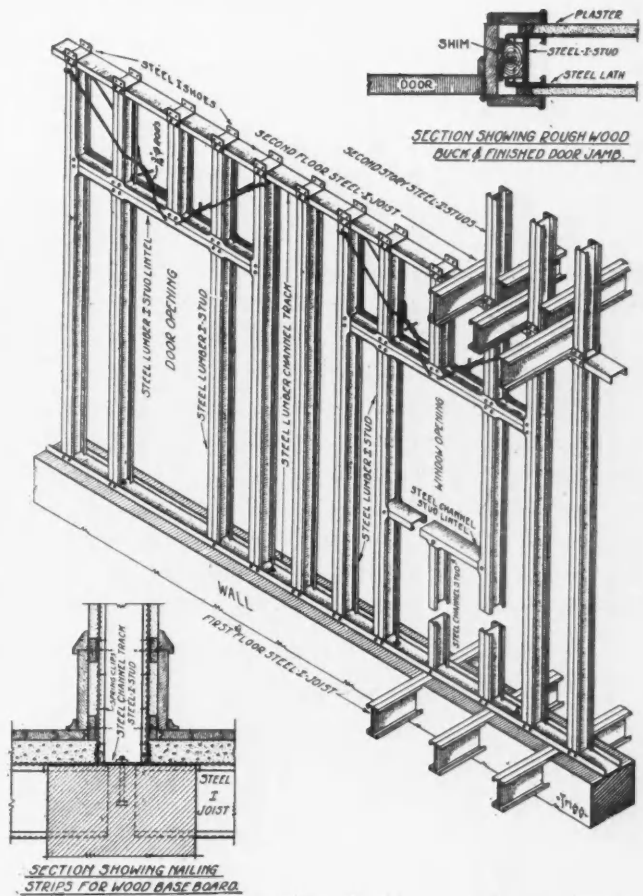 PLASTER
SHIM
STEEL-I-STUD
STEEL LATH
DOOR
SECTION SHOWING ROUGH WOOD
BUCK & FINISHED DOOR JAMB.
STEEL I SHOES
SECOND FLOOR STEEL-I-JOIST
SECOND STORY STEEL-I-STUDS
RODS
STEEL LUMBER I STUD LINTEL
DOOR OPENING
STEEL LUMBER I-STUD
STEEL LUMBER CHANNEL TRACK
STEEL LUMBER I STUD
WINDOW OPENING
STEEL CHANNEL
STUD LINTEL
STEEL CHANNEL STUD
WALL
FIRST FLOOR STEEL-I-JOIST
SPRING CLIPS
STEEL CHANNEL TRACK
STEEL-I-STUD
STEEL
I
JOIST
SECTION SHOWING NAILING
STRIPS FOR WOOD BASE BOARD.